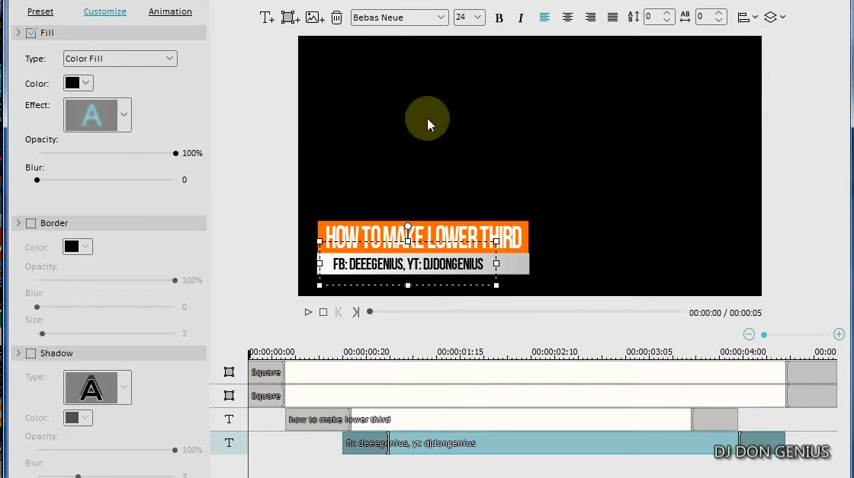 Preset Customize Animation
Bebas Neue 24 B I 0 AB 0
Fill
Type: Color Fill
Color:
Effect: A
Opacity:
100%
Blur:
0
Border
Color:
Opacity:
100%
Blur:
0
Size:
2
Shadow
Type: A
Color:
Opacity:
100%
Blur:
HOW TO MAKE LOWER THIRD
FB: DEEEGENIUS, YT: DJDONGENIUS
00:00:00 / 00:00:05
00:00:00:00 00:00:00:20 00:00:01:15 00:00:02:10 00:00:03:05 00:00:04:00 00:00
Square
Square
T how to make lower third
T fb: deeegenius, yt: djdongenius
DJ DON GENIUS